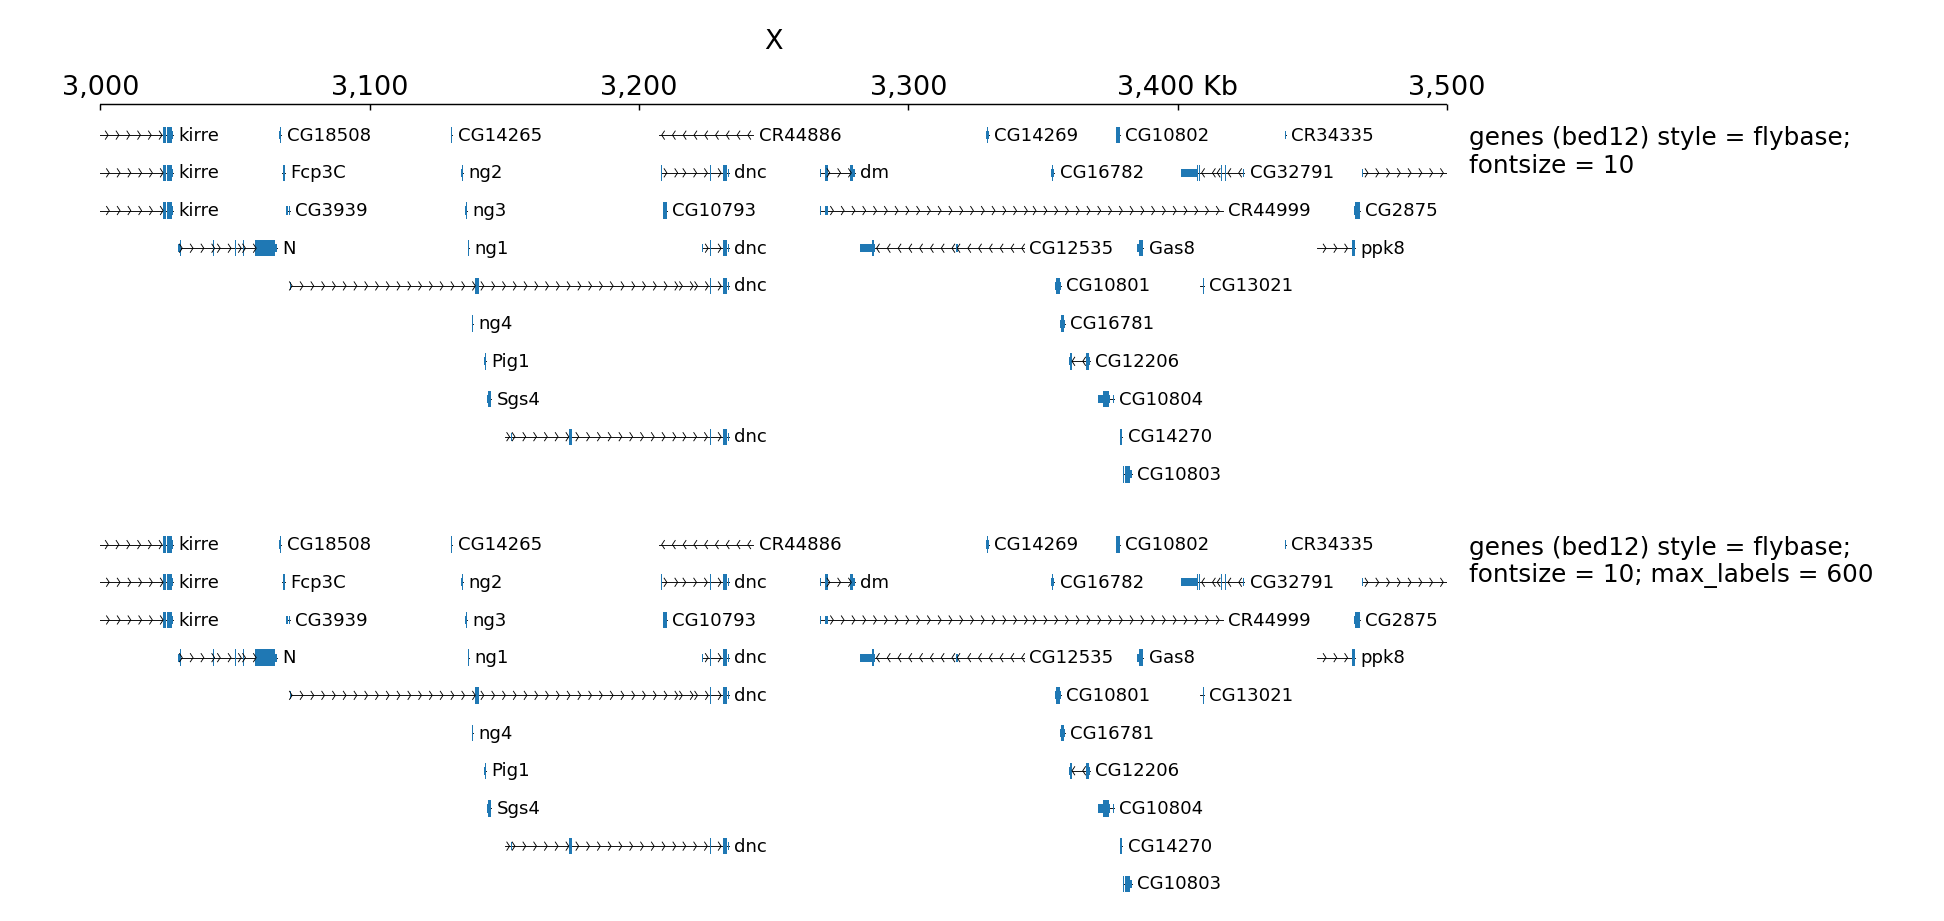 X
3,000 3,100 3,200 3,300 3,400 Kb 3,500
kirre CG18508 CG14265 CR44886 CG14269 CG10802 CR34335
kirre Fcp3C ng2 dnc dm CG16782 CG32791
kirre CG3939 ng3 CG10793 CR44999 CG2875
N ng1 dnc CG12535 Gas8 ppk8
dnc CG10801 CG13021
ng4 CG16781
Pig1 CG12206
Sgs4 CG10804
dnc CG14270
CG10803
genes (bed12) style = flybase;
fontsize = 10
kirre CG18508 CG14265 CR44886 CG14269 CG10802 CR34335
kirre Fcp3C ng2 dnc dm CG16782 CG32791
kirre CG3939 ng3 CG10793 CR44999 CG2875
N ng1 dnc CG12535 Gas8 ppk8
dnc CG10801 CG13021
ng4 CG16781
Pig1 CG12206
Sgs4 CG10804
dnc CG14270
CG10803
genes (bed12) style = flybase;
fontsize = 10; max_labels = 600